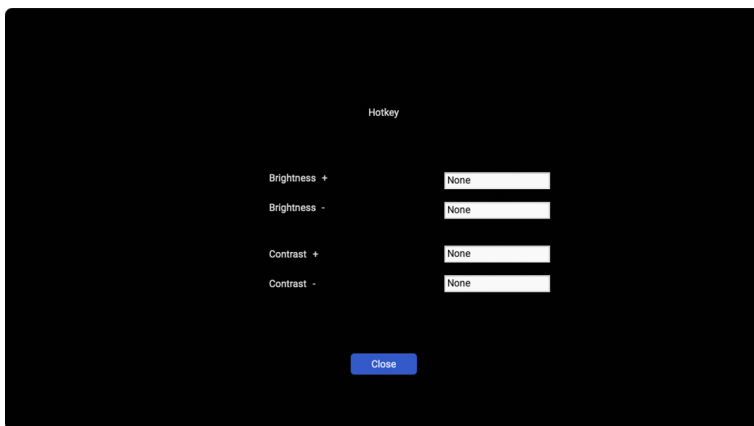 Hotkey
Brightness + None
Brightness - None
Contrast + None
Contrast - None
Close